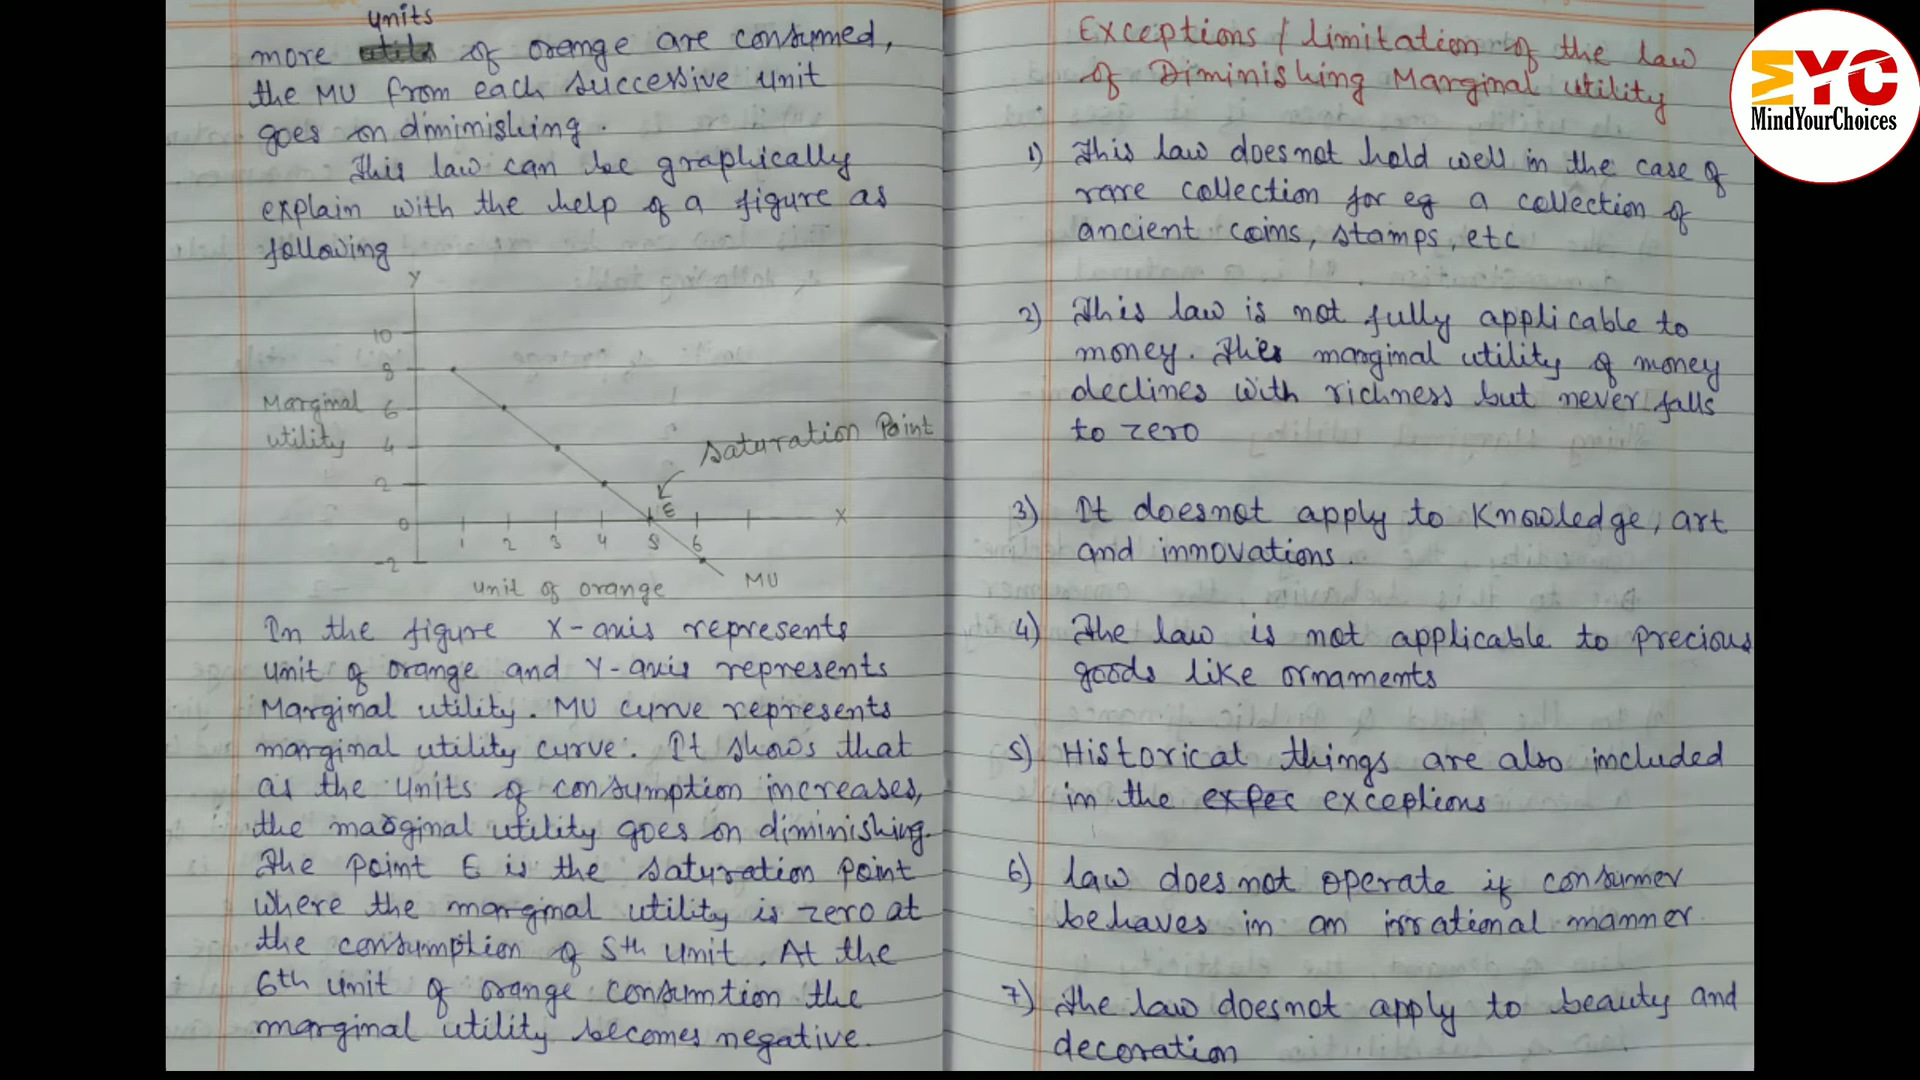 units
more of orange are consumed,
the MU from each successive unit
goes on diminishing.
This law can be graphically
explain with the help of a figure as
following
Y
10
8
Marginal 6
utility 4
2
0
-2
Saturation Point
E
X
1 2 3 4 5 6
MU
unit of orange
In the figure X-axis represents
unit of orange and Y-axis represents
Marginal utility. MU curve represents
marginal utility curve. It shows that
as the units of consumption increases,
the marginal utility goes on diminishing.
The point E is the saturation point
where the marginal utility is zero at
the consumption of 5th unit. At the
6th unit of orange consumtion the
marginal utility becomes negative.
Exceptions / limitation of the law
of Diminishing Marginal utility
1) This law doesnot hold well in the case of
rare collection for eg a collection of
ancient coins, stamps, etc
2) This law is not fully applicable to
money. The marginal utility of money
declines with richness but never falls
to zero
3) It doesnot apply to Knowledge, art
and innovations.
4) The law is not applicable to precious
goods like ornaments
5) Historical things are also included
in the expec exceptions
6) law does not operate if consumer
behaves in an irrational manner
7) The law doesnot apply to beauty and
decoration
MYC
MindYourChoices